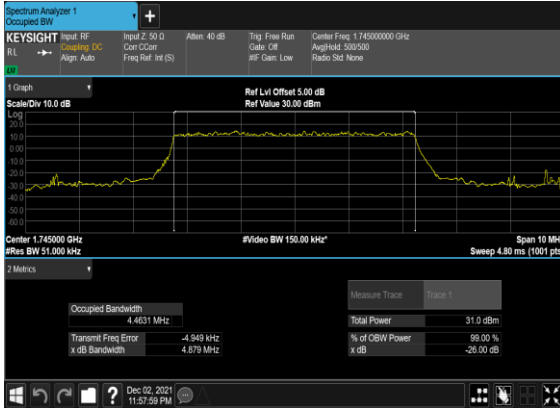 Spectrum Analyzer 1
Occupied BW
+
KEYSIGHT Input: RF Input Z: 50 Ω Atten: 40 dB Trig: Free Run Center Freq: 1.745000000 GHz
RL Coupling: DC Corr CCorr Gate: Off Avg|Hold: 500/500
Align: Auto Freq Ref: Int (S) #IF Gain: Low Radio Std: None
1 Graph
Ref Lvl Offset 5.00 dB
Scale/Div 10.0 dB Ref Value 30.00 dBm
Log
20.0
10.0
0.00
-10.0
-20.0
-30.0
-40.0
-50.0
-60.0
Center 1.745000 GHz #Video BW 150.00 kHz* Span 10 MH
#Res BW 51.000 kHz Sweep 4.80 ms (1001 pts
2 Metrics
Measure Trace Trace 1
Occupied Bandwidth
4.4631 MHz Total Power 31.0 dBm
Transmit Freq Error -4.949 kHz % of OBW Power 99.00 %
x dB Bandwidth 4.879 MHz x dB -26.00 dB
? Dec 02, 2021
11:57:59 PM